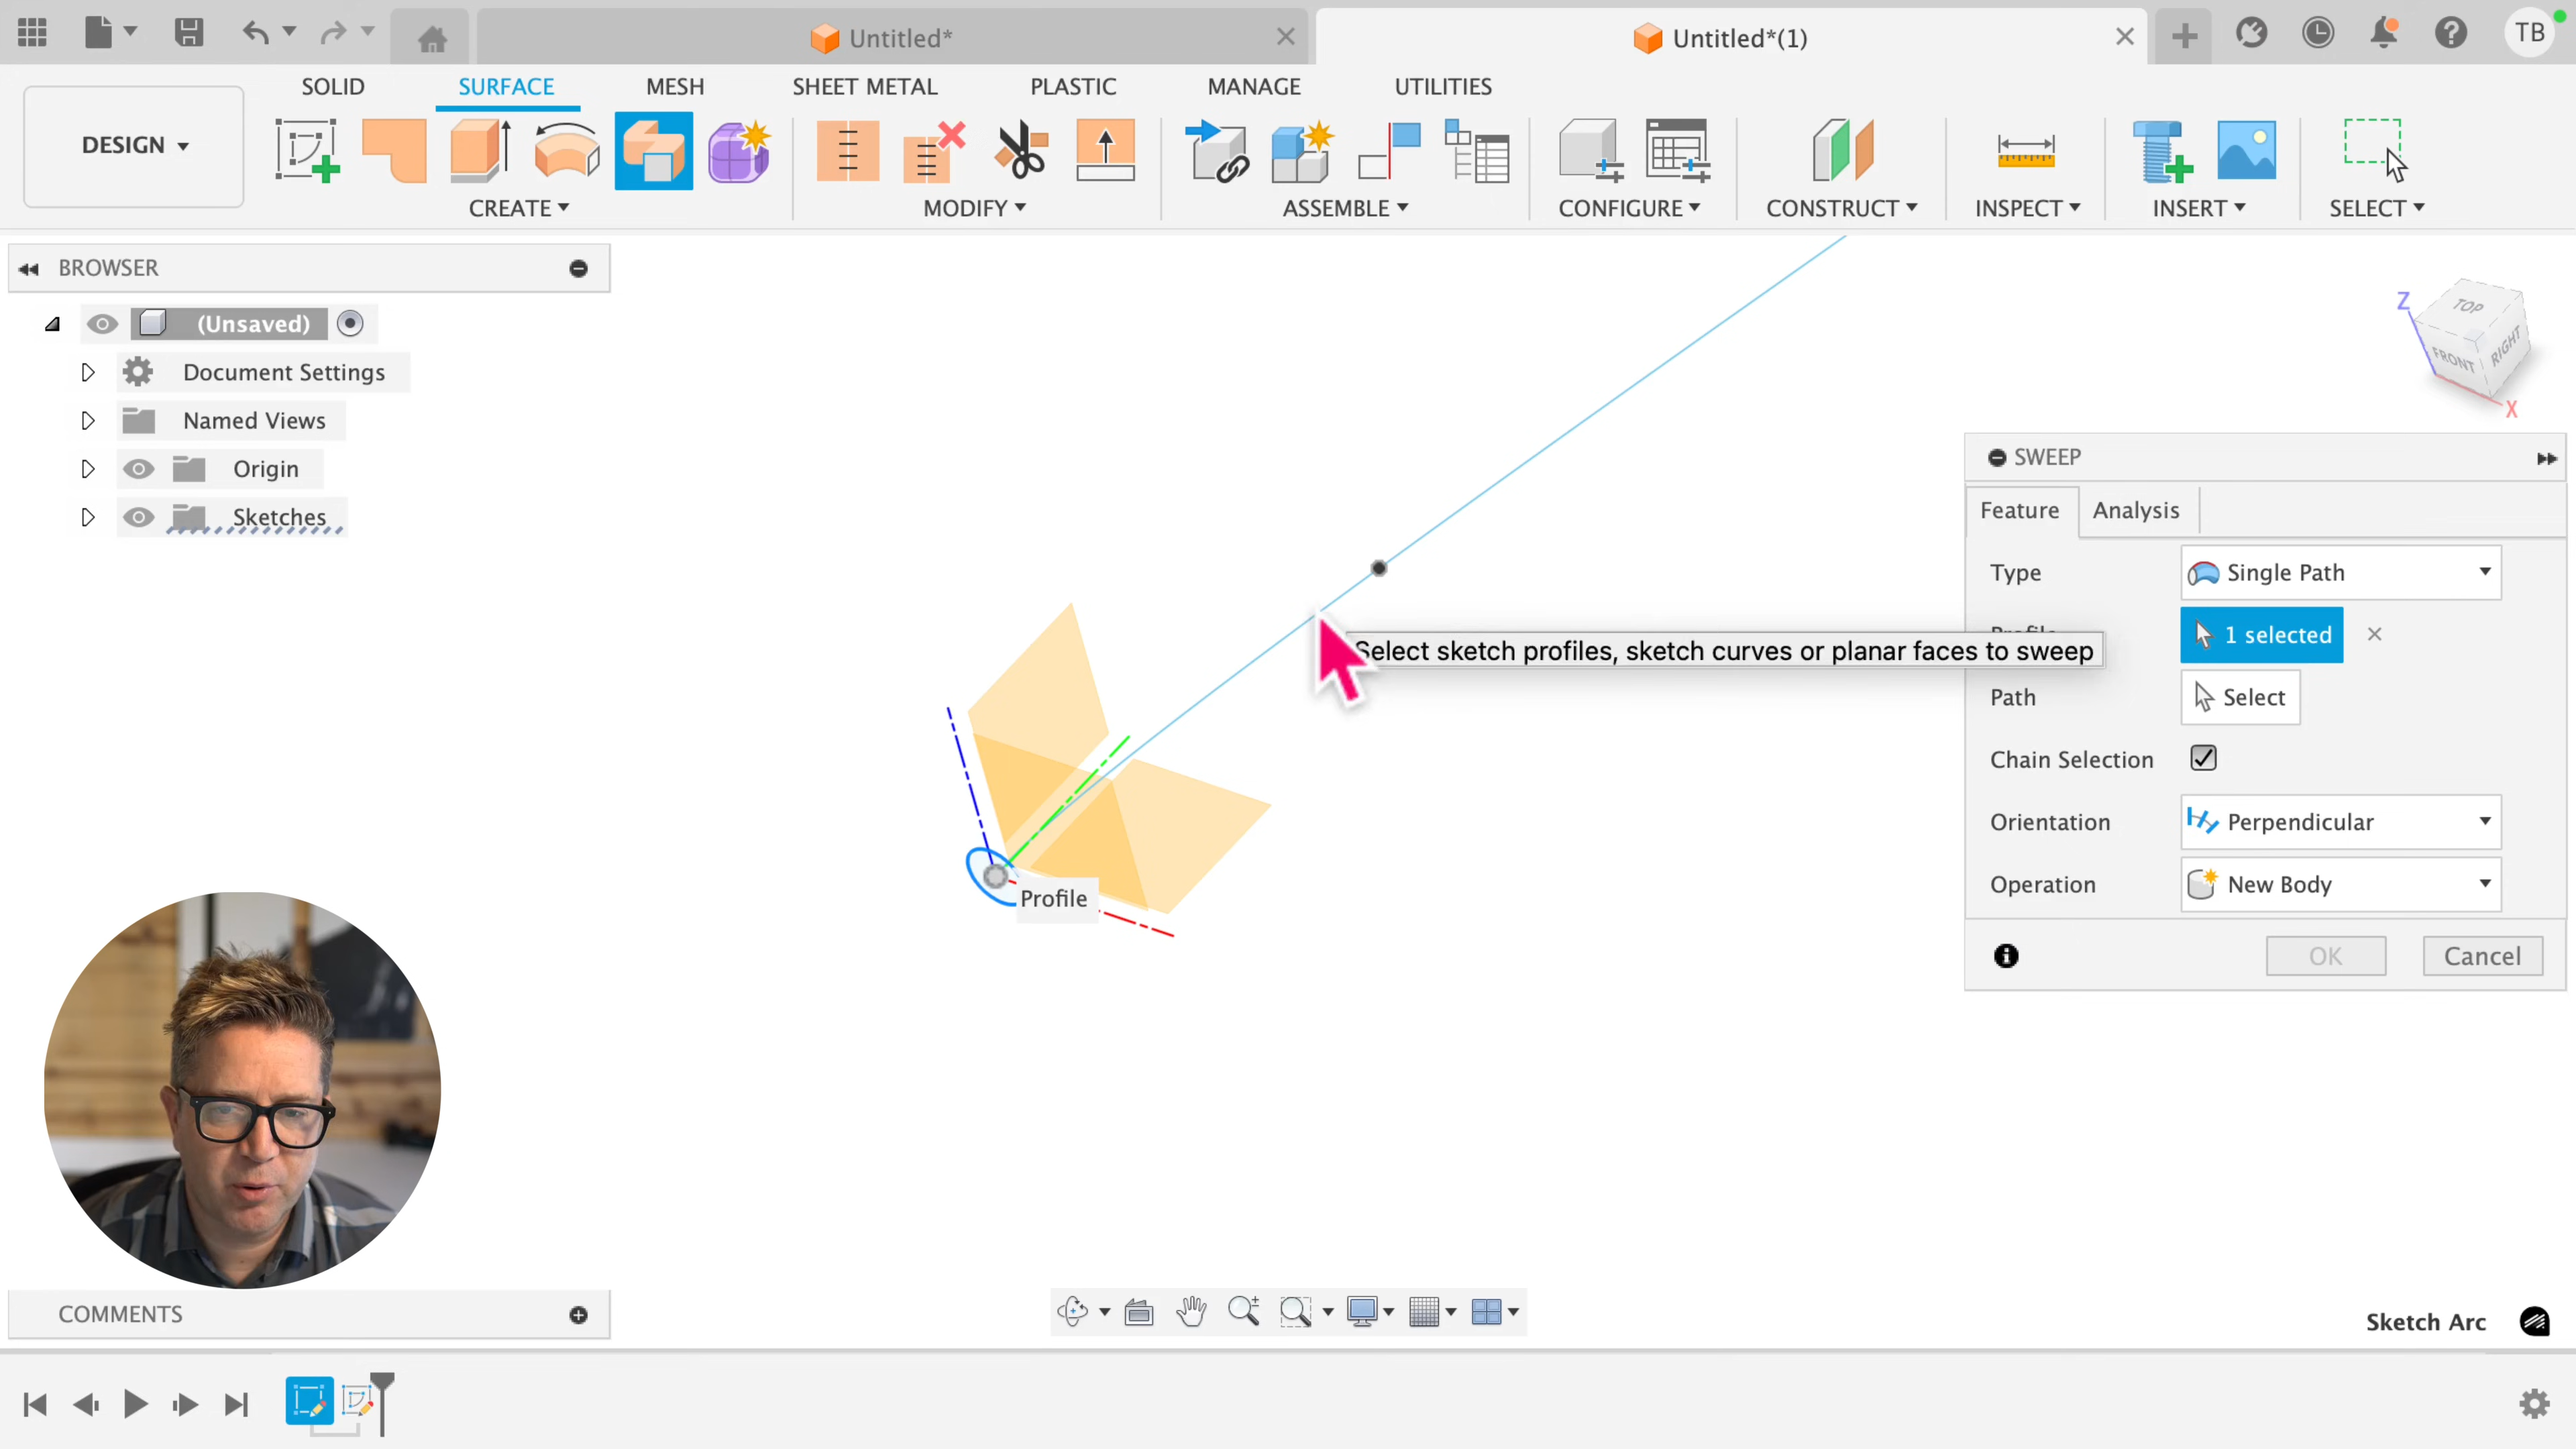 Untitled*
Untitled*(1)
TB
SOLID
SURFACE
MESH
SHEET METAL
PLASTIC
MANAGE
UTILITIES
DESIGN
CREATE
MODIFY
ASSEMBLE
CONFIGURE
CONSTRUCT
INSPECT
INSERT
SELECT
BROWSER
(Unsaved)
Document Settings
Named Views
Origin
Sketches
Z
TOP
FRONT
RIGHT
X
SWEEP
Feature
Analysis
Type
Single Path
1 selected
Select sketch profiles, sketch curves or planar faces to sweep
Path
Select
Chain Selection
Orientation
Perpendicular
Operation
New Body
OK
Cancel
Profile
COMMENTS
Sketch Arc